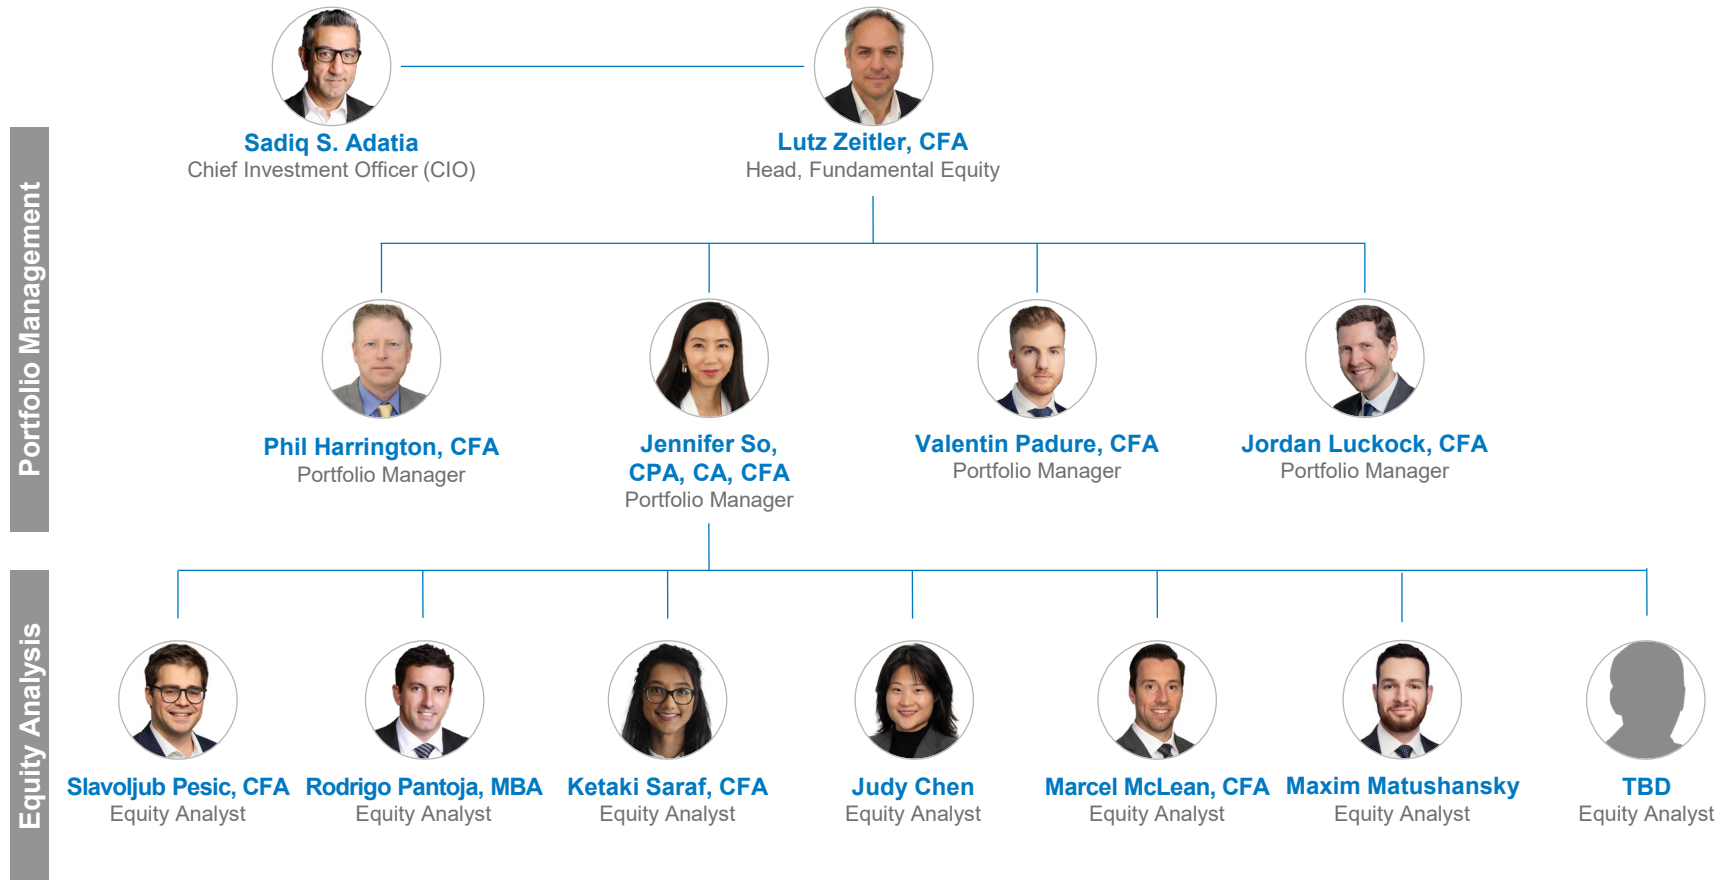 Sadiq S. Adatia
Chief Investment Officer (CIO)
Lutz Zeitler, CFA
Head, Fundamental Equity
Portfolio Management
Phil Harrington, CFA
Portfolio Manager
Jennifer So,
CPA, CA, CFA
Portfolio Manager
Valentin Padure, CFA
Portfolio Manager
Jordan Luckock, CFA
Portfolio Manager
Equity Analysis
Slavoljub Pesic, CFA
Equity Analyst
Rodrigo Pantoja, MBA
Equity Analyst
Ketaki Saraf, CFA
Equity Analyst
Judy Chen
Equity Analyst
Marcel McLean, CFA
Equity Analyst
Maxim Matushansky
Equity Analyst
TBD
Equity Analyst